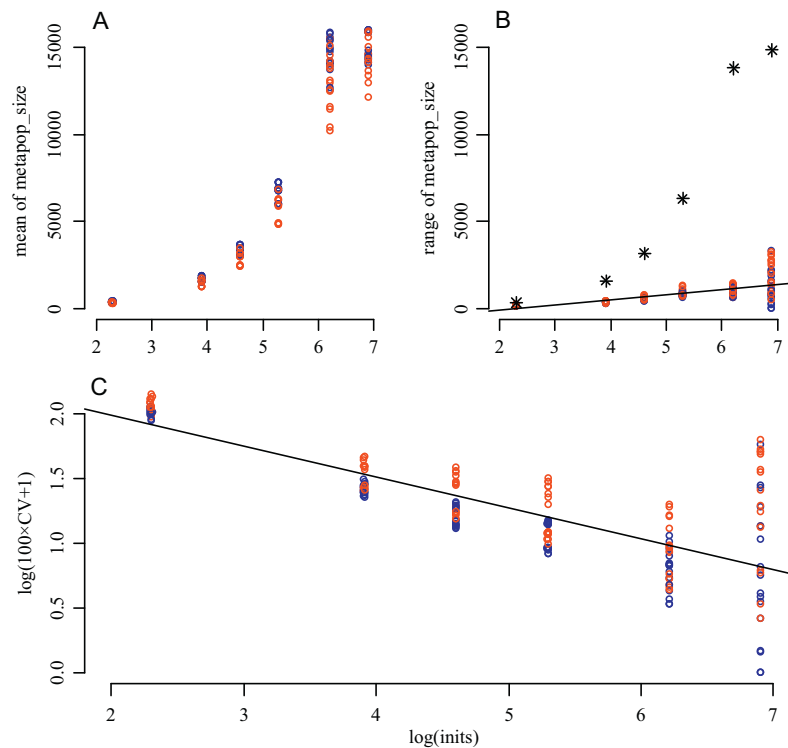 A
mean of metapop_size
15000
10000
5000
0
2 3 4 5 6 7
B
range of metapop_size
15000
10000
5000
0
2 3 4 5 6 7
C
log(100×CV+1)
2.0
1.5
1.0
0.5
0.0
2 3 4 5 6 7
log(inits)